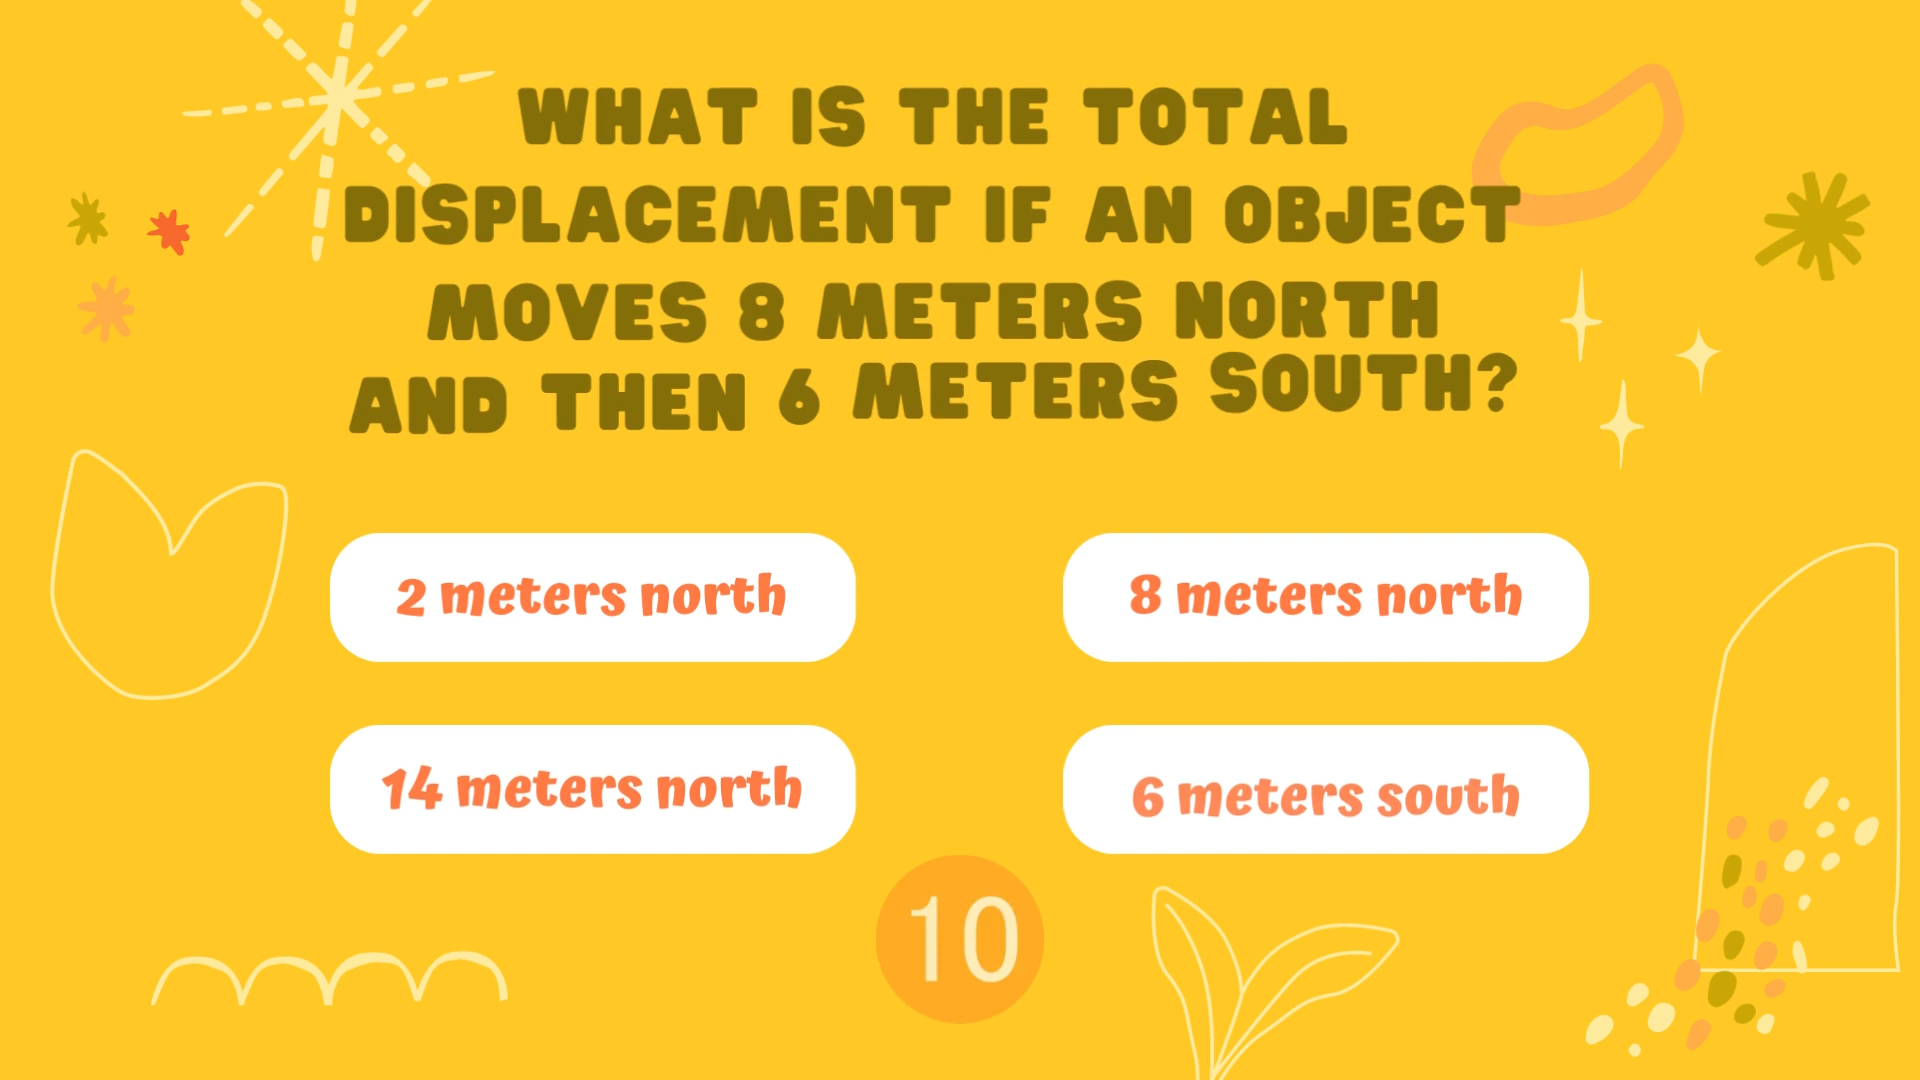 WHAT IS THE TOTAL
DISPLACEMENT IF AN OBJECT
MOVES 8 METERS NORTH
AND THEN 6 METERS SOUTH?
2 meters north
8 meters north
14 meters north
6 meters south
10